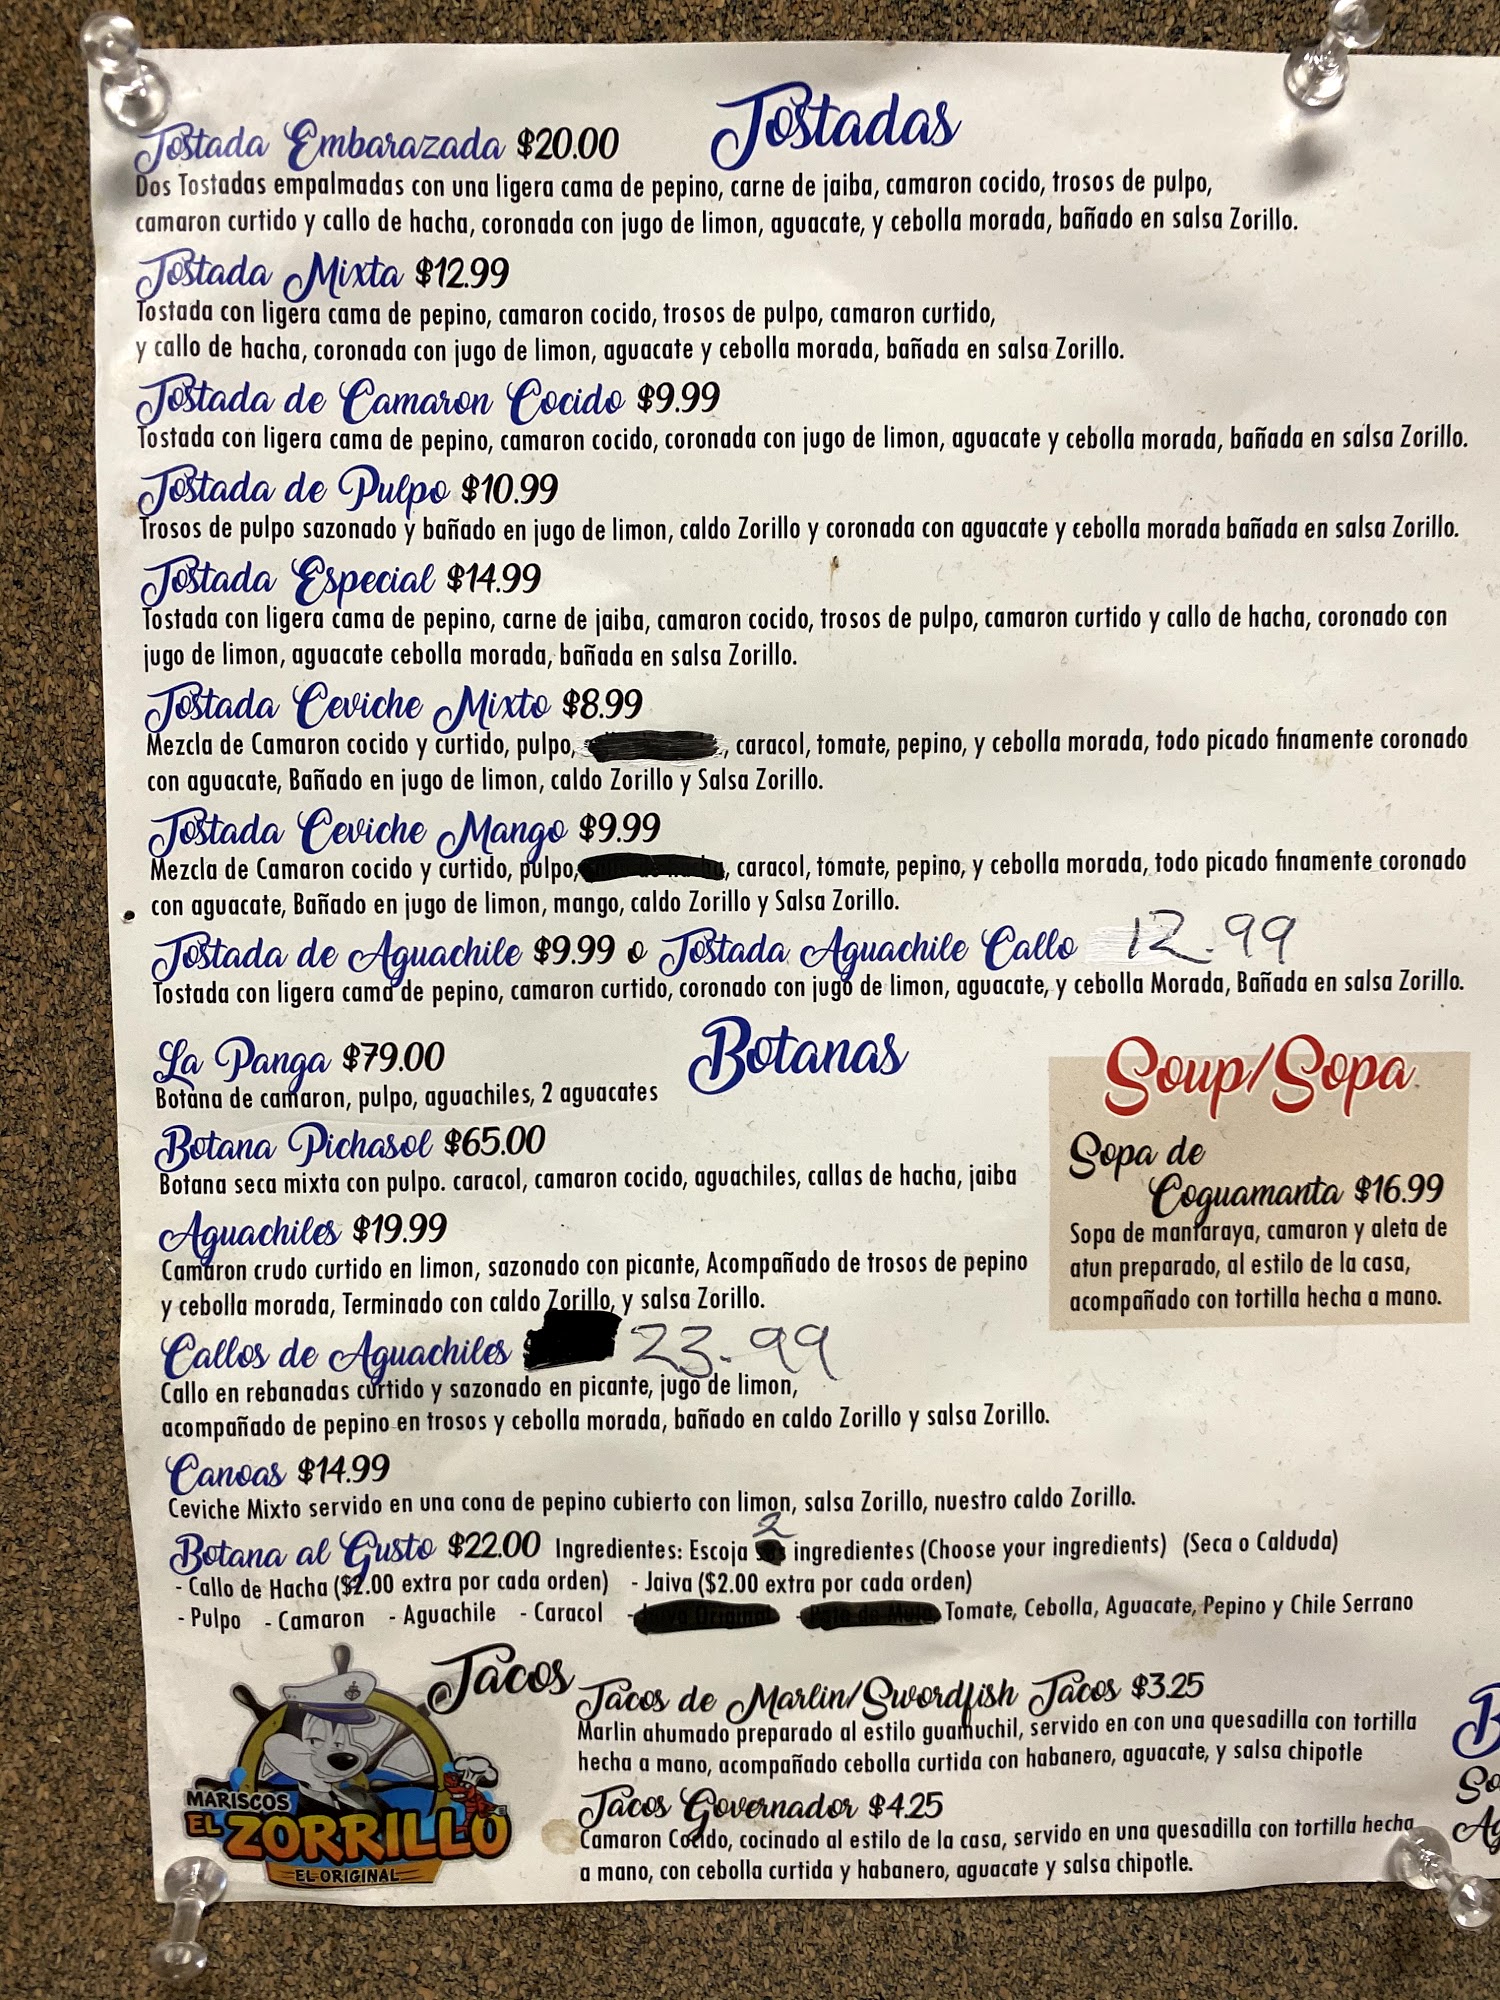 Tostadas
Tostada Embarazada $20.00
Dos Tostadas empalmadas con una ligera cama de pepino, carne de jaiba, camaron cocido, trosos de pulpo,
camaron curtido y callo de hacha, coronada con jugo de limon, aguacate, y cebolla morada, bañado en salsa Zorillo.
Tostada Mixta $12.99
Tostada con ligera cama de pepino, camaron cocido, trosos de pulpo, camaron curtido,
y callo de hacha, coronada con jugo de limon, aguacate y cebolla morada, bañada en salsa Zorillo.
Tostada de Camaron Cocido $9.99
Tostada con ligera cama de pepino, camaron cocido, coronada con jugo de limon, aguacate y cebolla morada, bañada en salsa Zorillo.
Tostada de Pulpo $10.99
Trosos de pulpo sazonado y bañado en jugo de limon, caldo Zorillo y coronada con aguacate y cebolla morada bañada en salsa Zorillo.
Tostada Especial $14.99
Tostada con ligera cama de pepino, carne de jaiba, camaron cocido, trosos de pulpo, camaron curtido y callo de hacha, coronado con
jugo de limon, aguacate cebolla morada, bañada en salsa Zorillo.
Tostada Ceviche Mixto $8.99
Mezcla de Camaron cocido y curtido, pulpo, , caracol, tomate, pepino, y cebolla morada, todo picado finamente coronado
con aguacate, Bañado en jugo de limon, caldo Zorillo y Salsa Zorillo.
Tostada Ceviche Mango $9.99
Mezcla de Camaron cocido y curtido, pulpo, , caracol, tomate, pepino, y cebolla morada, todo picado finamente coronado
con aguacate, Bañado en jugo de limon, mango, caldo Zorillo y Salsa Zorillo.
Tostada de Aguachile $9.99 o Tostada Aguachile Callo 12.99
Tostada con ligera cama de pepino, camaron curtido, coronado con jugo de limon, aguacate, y cebolla Morada, Bañada en salsa Zorillo.
Botanas
La Panga $79.00
Botana de camaron, pulpo, aguachiles, 2 aguacates
Botana Pichasol $65.00
Botana seca mixta con pulpo. caracol, camaron cocido, aguachiles, callas de hacha, jaiba
Aguachiles $19.99
Camaron crudo curtido en limon, sazonado con picante, Acompañado de trosos de pepino
y cebolla morada, Terminado con caldo Zorillo, y salsa Zorillo.
Callos de Aguachiles 23.99
Callo en rebanadas curtido y sazonado en picante, jugo de limon,
acompañado de pepino en trosos y cebolla morada, bañado en caldo Zorillo y salsa Zorillo.
Canoas $14.99
Ceviche Mixto servido en una cona de pepino cubierto con limon, salsa Zorillo, nuestro caldo Zorillo.
Botana al Gusto $22.00 Ingredientes: Escoja 2 ingredientes (Choose your ingredients) (Seca o Calduda)
- Callo de Hacha ($2.00 extra por cada orden) - Jaiva ($2.00 extra por cada orden)
- Pulpo - Camaron - Aguachile - Caracol - - Tomate, Cebolla, Aguacate, Pepino y Chile Serrano
Soup/Sopa
Sopa de
Coguamanta $16.99
Sopa de mantaraya, camaron y aleta de
atun preparado, al estilo de la casa,
acompañado con tortilla hecha a mano.
Tacos
Tacos de Marlin/Swordfish Tacos $3.25
Marlin ahumado preparado al estilo guamuchil, servido en con una quesadilla con tortilla
hecha a mano, acompañado cebolla curtida con habanero, aguacate, y salsa chipotle
Tacos Governador $4.25
Camaron Cocido, cocinado al estilo de la casa, servido en una quesadilla con tortilla hecha
a mano, con cebolla curtida y habanero, aguacate y salsa chipotle.
MARISCOS
EL ZORRILLO
EL ORIGINAL